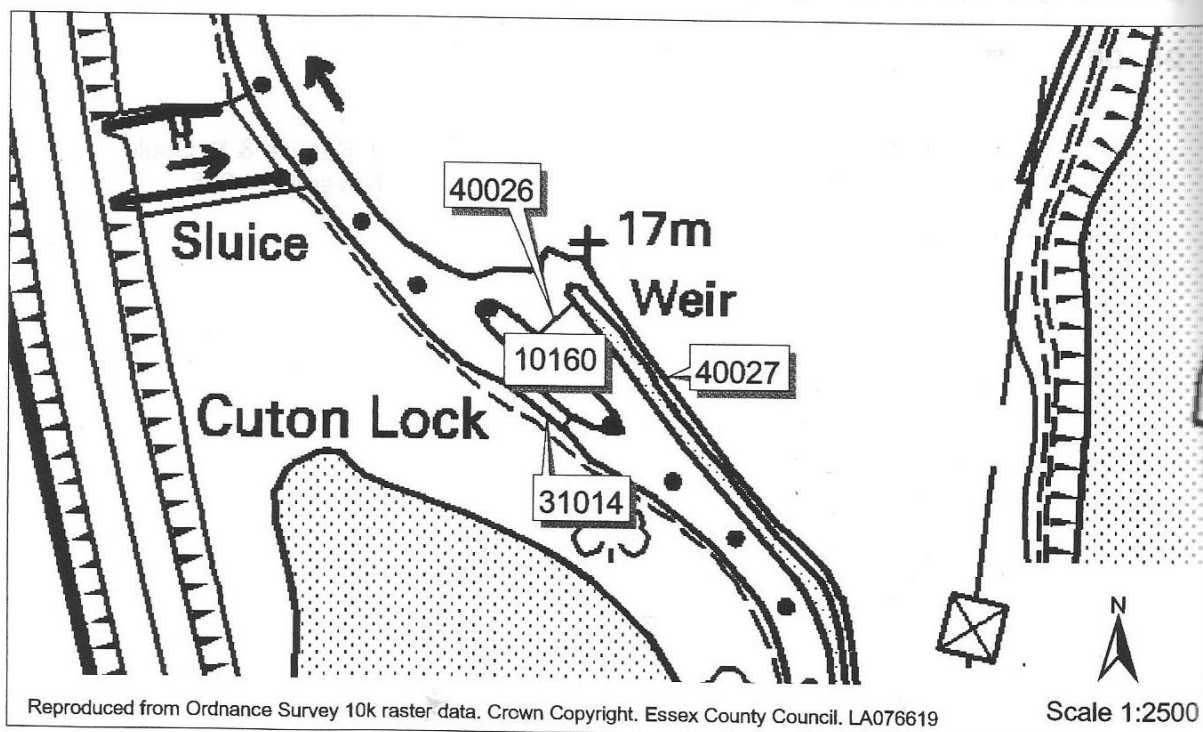 40026
17m
Sluice
Weir
10160
40027
Cuton Lock
31014
N
Reproduced from Ordnance Survey 10k raster data. Crown Copyright. Essex County Council. LA076619
Scale 1:2500